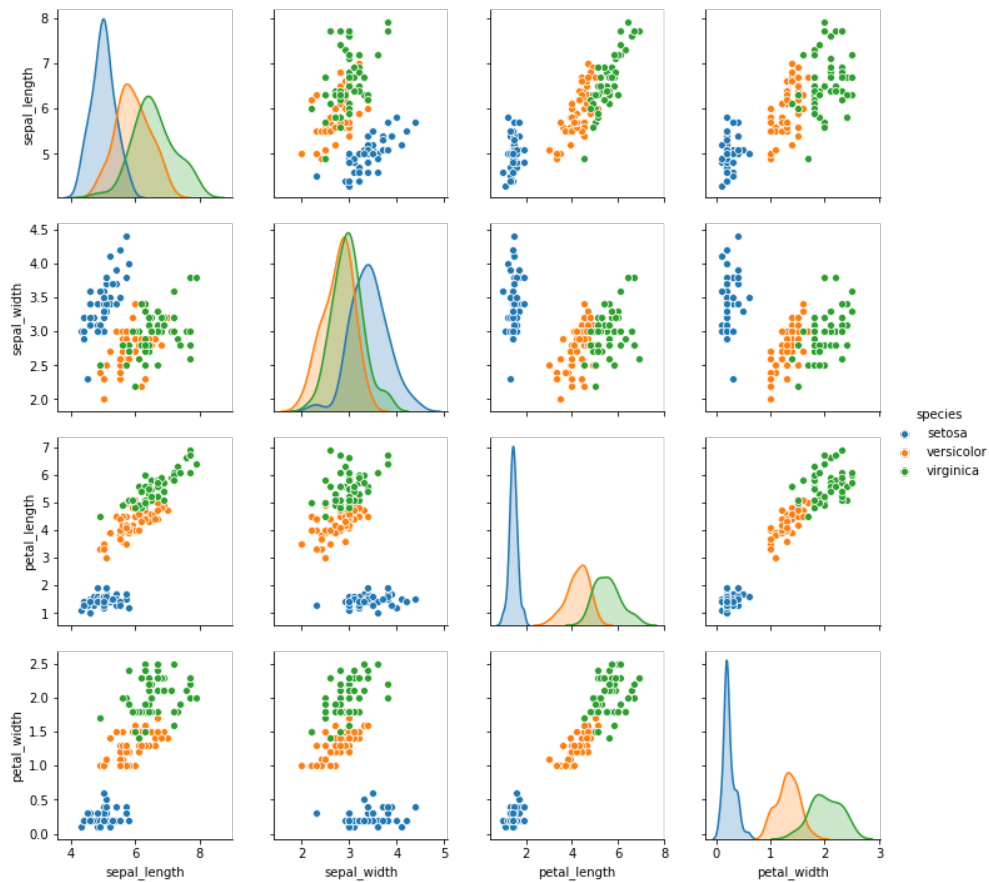 8
7
6
5
sepal_length
4.5
4.0
3.5
3.0
2.5
2.0
sepal_width
species
setosa
versicolor
virginica
7
6
5
4
3
2
1
petal_length
2.5
2.0
1.5
1.0
0.5
0.0
petal_width
4 6 8
sepal_length
2 3 4 5
sepal_width
2 4 6 8
petal_length
0 1 2 3
petal_width